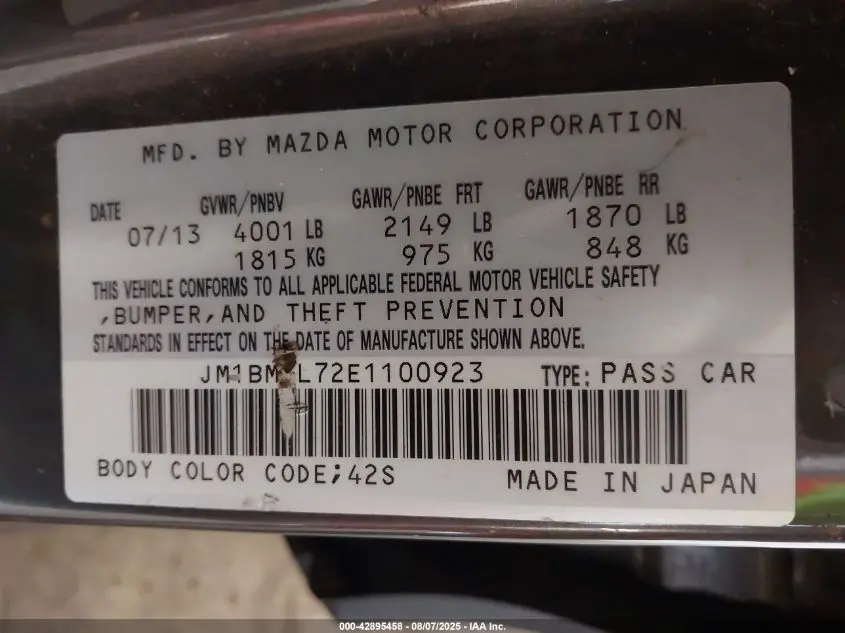 MFD. BY MAZDA MOTOR CORPORATION
DATE GVWR/PNBV GAWR/PNBE FRT GAWR/PNBE RR
07/13 4001 LB 2149 LB 1870 LB
1815 KG 975 KG 848 KG
THIS VEHICLE CONFORMS TO ALL APPLICABLE FEDERAL MOTOR VEHICLE SAFETY
,BUMPER,AND THEFT PREVENTION
STANDARDS IN EFFECT ON THE DATE OF MANUFACTURE SHOWN ABOVE.
TYPE: PASS CAR
BODY COLOR CODE;42S MADE IN JAPAN
000-42895458 - 08/07/2025 - IAA Inc.